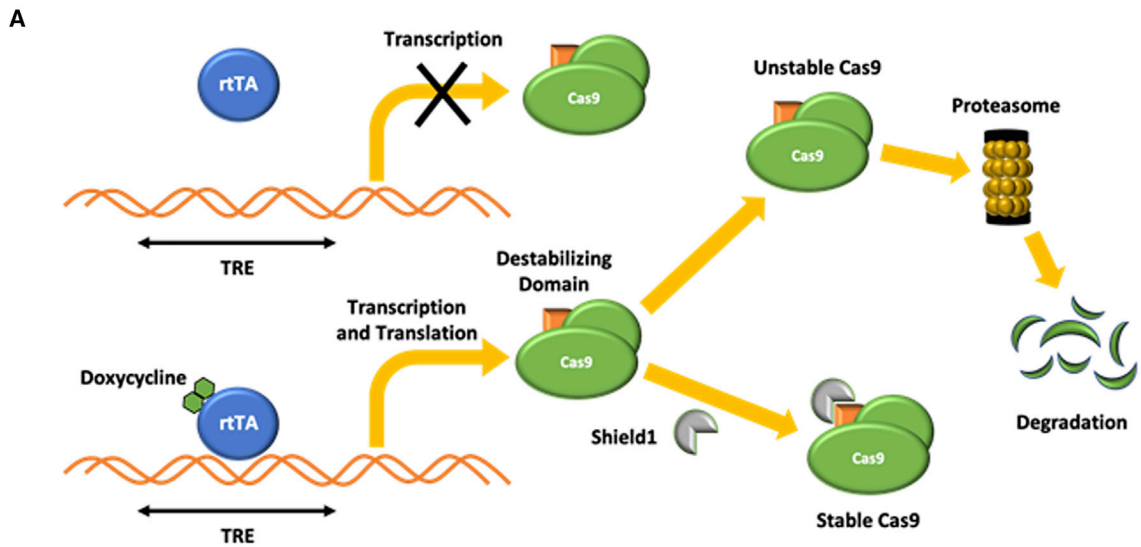 A
Transcription
rtTA
Cas9
TRE
Unstable Cas9
Cas9
Proteasome
Degradation
Destabilizing
Domain
Transcription
and Translation
Cas9
Doxycycline
rtTA
TRE
Shield1
Cas9
Stable Cas9